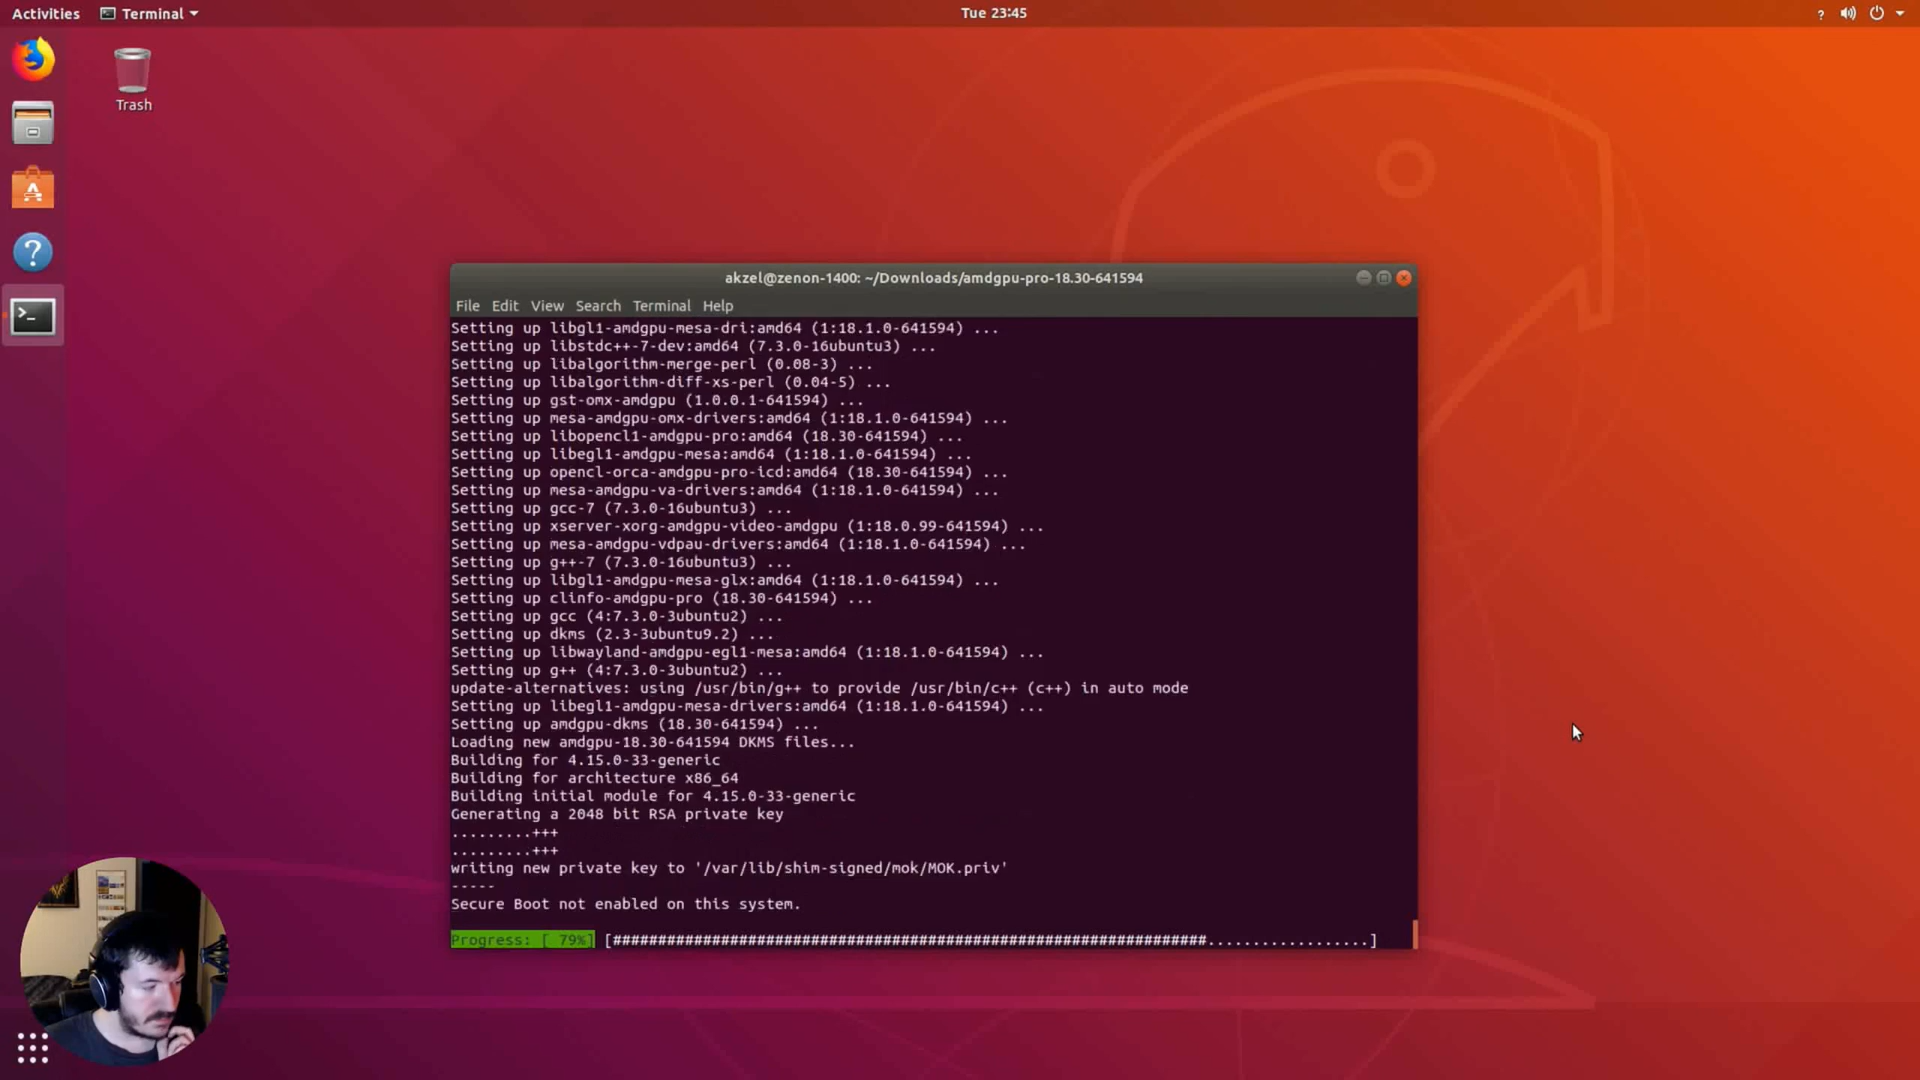 Activities
Terminal
Tue 23:45
?
Trash
akzel@zenon-1400: ~/Downloads/amdgpu-pro-18.30-641594
File Edit View Search Terminal Help
Setting up libgl1-amdgpu-mesa-dri:amd64 (1:18.1.0-641594) ...
Setting up libstdc++-7-dev:amd64 (7.3.0-16ubuntu3) ...
Setting up libalgorithm-merge-perl (0.08-3) ...
Setting up libalgorithm-diff-xs-perl (0.04-5) ...
Setting up gst-omx-amdgpu (1.0.0.1-641594) ...
Setting up mesa-amdgpu-omx-drivers:amd64 (1:18.1.0-641594) ...
Setting up libopencl1-amdgpu-pro:amd64 (18.30-641594) ...
Setting up libegl1-amdgpu-mesa:amd64 (1:18.1.0-641594) ...
Setting up opencl-orca-amdgpu-pro-icd:amd64 (18.30-641594) ...
Setting up mesa-amdgpu-va-drivers:amd64 (1:18.1.0-641594) ...
Setting up gcc-7 (7.3.0-16ubuntu3) ...
Setting up xserver-xorg-amdgpu-video-amdgpu (1:18.0.99-641594) ...
Setting up mesa-amdgpu-vdpau-drivers:amd64 (1:18.1.0-641594) ...
Setting up g++-7 (7.3.0-16ubuntu3) ...
Setting up libgl1-amdgpu-mesa-glx:amd64 (1:18.1.0-641594) ...
Setting up clinfo-amdgpu-pro (18.30-641594) ...
Setting up gcc (4:7.3.0-3ubuntu2) ...
Setting up dkms (2.3-3ubuntu9.2) ...
Setting up libwayland-amdgpu-egl1-mesa:amd64 (1:18.1.0-641594) ...
Setting up g++ (4:7.3.0-3ubuntu2) ...
update-alternatives: using /usr/bin/g++ to provide /usr/bin/c++ (c++) in auto mode
Setting up libegl1-amdgpu-mesa-drivers:amd64 (1:18.1.0-641594) ...
Setting up amdgpu-dkms (18.30-641594) ...
Loading new amdgpu-18.30-641594 DKMS files...
Building for 4.15.0-33-generic
Building for architecture x86_64
Building initial module for 4.15.0-33-generic
Generating a 2048 bit RSA private key
.........+++
.........+++
writing new private key to '/var/lib/shim-signed/mok/MOK.priv'
-----
Secure Boot not enabled on this system.
Progress: [ 79%] [##################################################################..................]